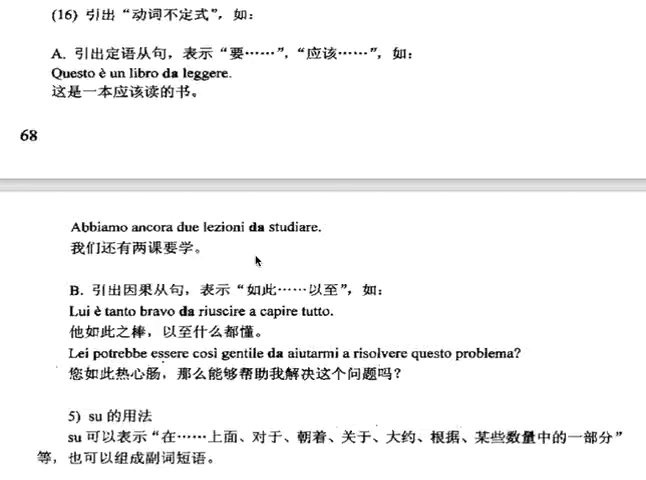 (16) 引出“动词不定式”，如：
A. 引出定语从句，表示“要……”，“应该……”，如：
Questo è un libro da leggere.
这是一本应该读的书。
68
Abbiamo ancora due lezioni da studiare.
我们还有两课要学。
B. 引出因果从句，表示“如此……以至”，如：
Lui è tanto bravo da riuscire a capire tutto.
他如此之棒，以至什么都懂。
Lei potrebbe essere così gentile da aiutarmi a risolvere questo problema?
您如此热心肠，那么能够帮助我解决这个问题吗？
5) su 的用法
su 可以表示“在……上面、对于、朝着、关于、大约、根据、某些数量中的一部分”
等，也可以组成副词短语。